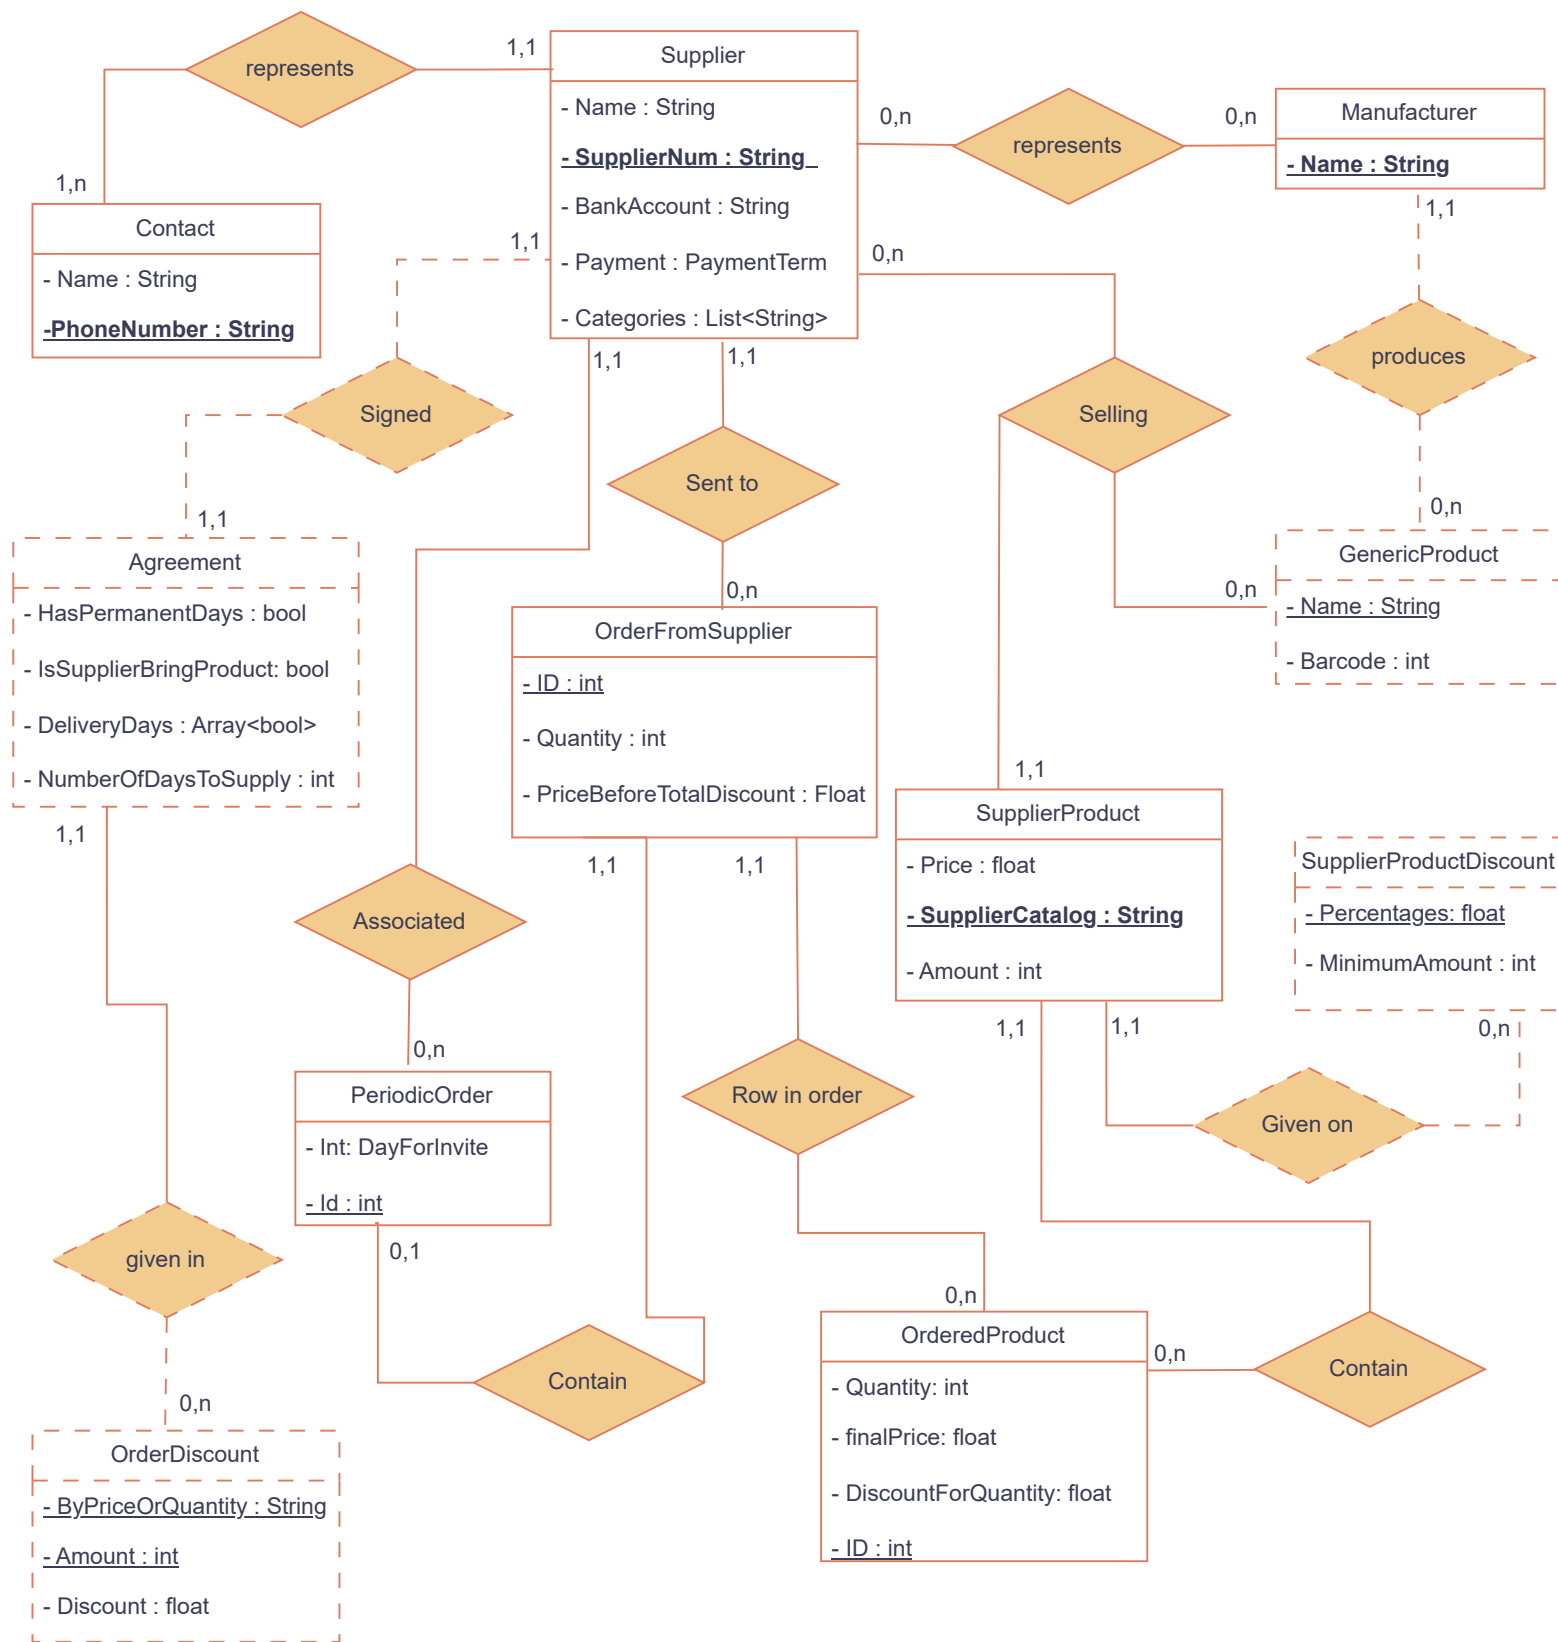 represents
1,1
1,n
Supplier
- Name : String
- SupplierNum : String
- BankAccount : String
- Payment : PaymentTerm
- Categories : List<String>
0,n
represents
0,n
Manufacturer
- Name : String
1,1
Contact
- Name : String
-PhoneNumber : String
1,1
Signed
1,1
0,n
1,1
1,1
produces
Selling
Sent to
0,n
0,n
GenericProduct
- Name : String
- Barcode : int
Agreement
- HasPermanentDays : bool
- IsSupplierBringProduct: bool
- DeliveryDays : Array<bool>
- NumberOfDaysToSupply : int
1,1
0,n
OrderFromSupplier
- ID : int
- Quantity : int
- PriceBeforeTotalDiscount : Float
1,1
1,1
1,1
SupplierProduct
- Price : float
- SupplierCatalog : String
- Amount : int
1,1
1,1
SupplierProductDiscount
- Percentages: float
- MinimumAmount : int
0,n
Associated
0,n
PeriodicOrder
- Int: DayForInvite
- Id : int
0,1
Row in order
Given on
given in
0,n
Contain
0,n
OrderedProduct
- Quantity: int
- finalPrice: float
- DiscountForQuantity: float
- ID : int
0,n
Contain
OrderDiscount
- ByPriceOrQuantity : String
- Amount : int
- Discount : float